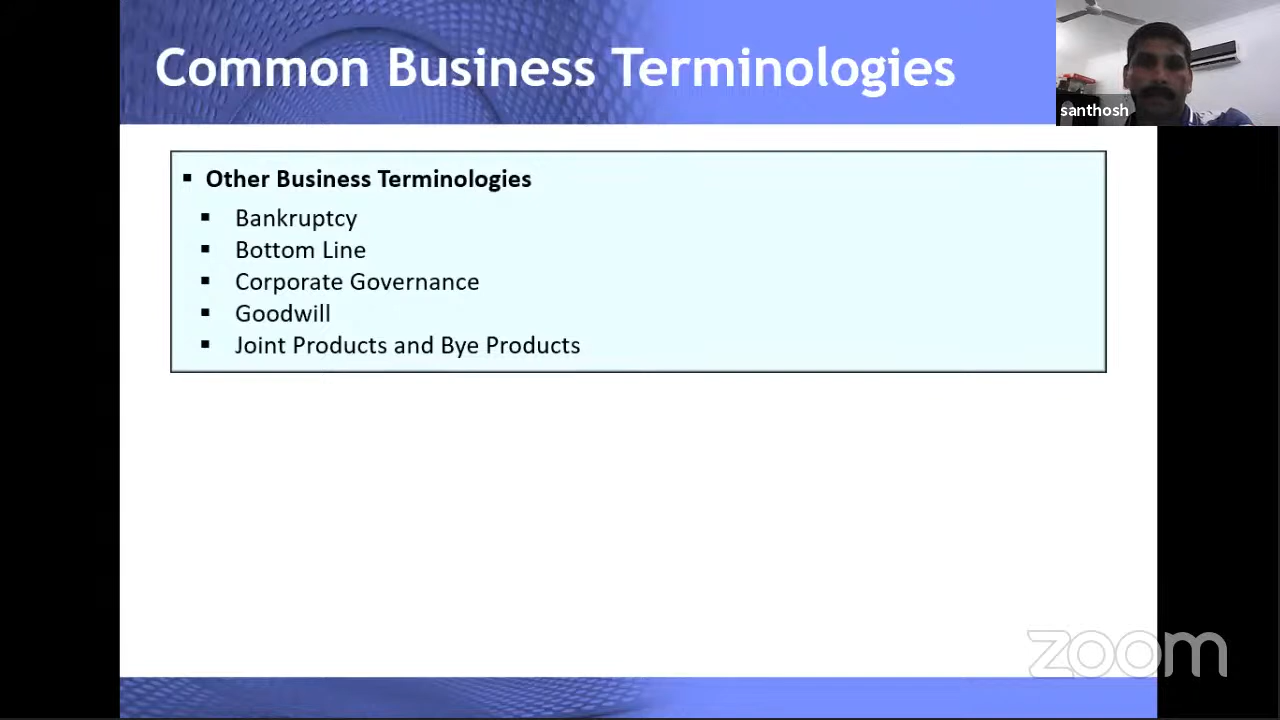 Common Business Terminologies
santhosh
▪ Other Business Terminologies
▪ Bankruptcy
▪ Bottom Line
▪ Corporate Governance
▪ Goodwill
▪ Joint Products and Bye Products
zoom